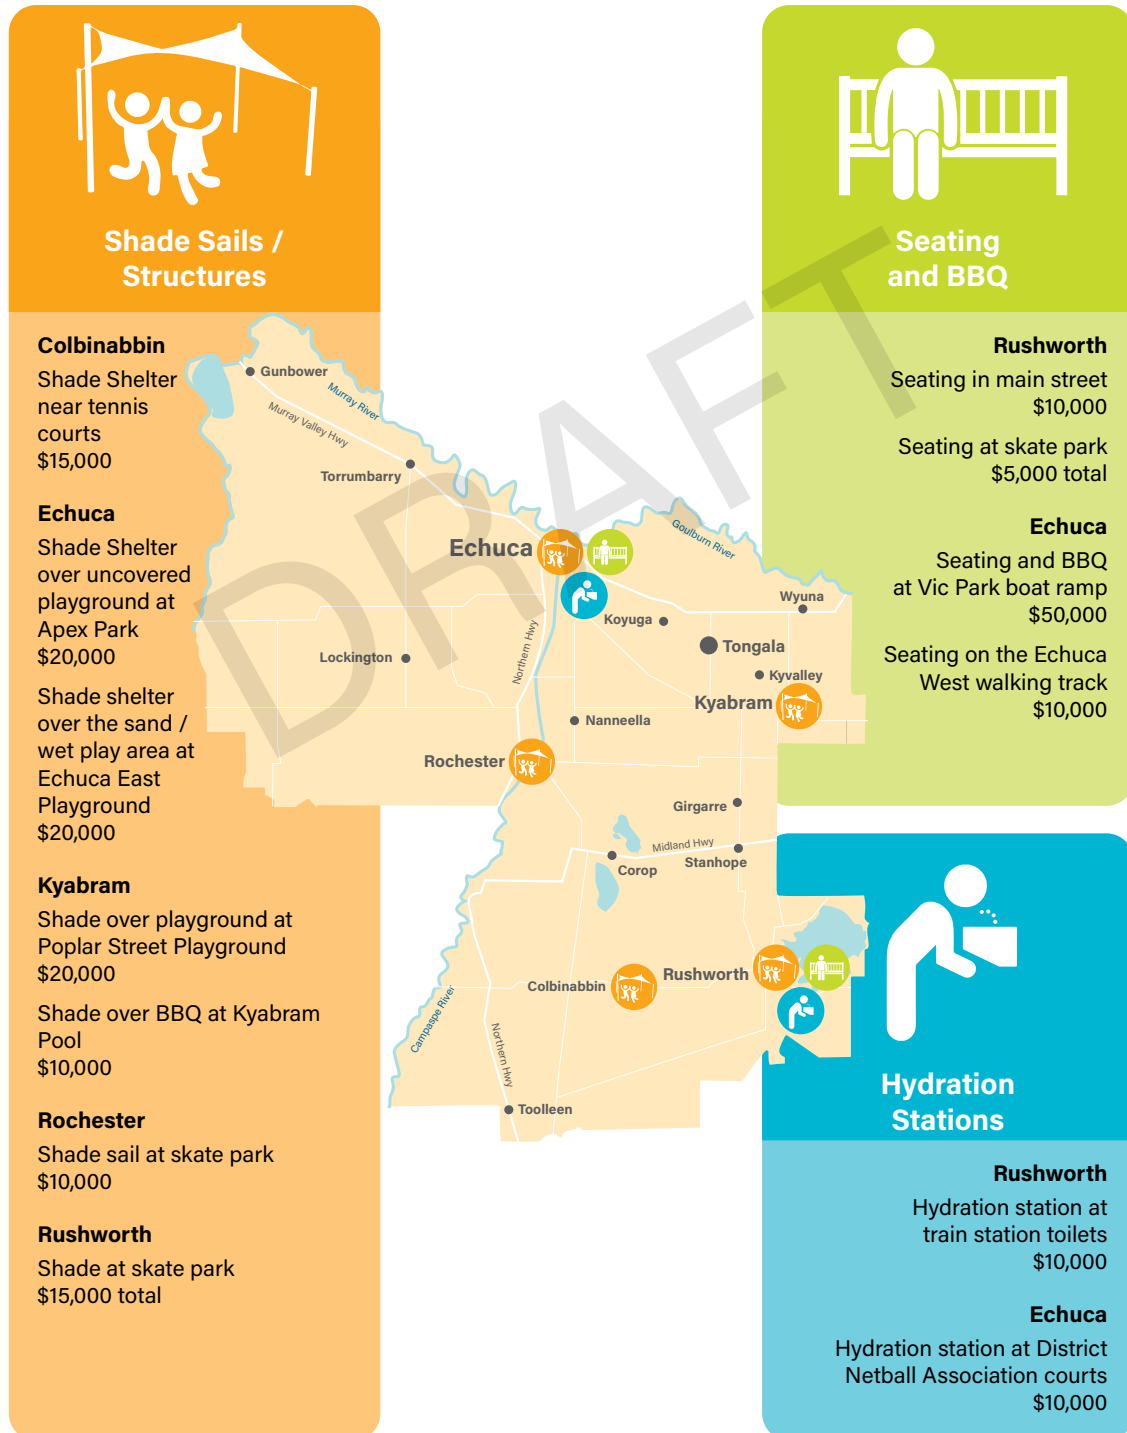 Shade Sails /
Structures
Colbinabbin
Shade Shelter
near tennis
courts
$15,000
Echuca
Shade Shelter
over uncovered
playground at
Apex Park
$20,000
Shade shelter
over the sand /
wet play area at
Echuca East
Playground
$20,000
Kyabram
Shade over playground at
Poplar Street Playground
$20,000
Shade over BBQ at Kyabram
Pool
$10,000
Rochester
Shade sail at skate park
$10,000
Rushworth
Shade at skate park
$15,000 total
Gunbower
Murray River
Murray Valley Hwy
Torrumbarry
Echuca
Goulburn River
Wyuna
Koyuga
Tongala
Lockington
Northern Hwy
Kyvalley
Kyabram
Nanneella
Rochester
Girgarre
Midland Hwy
Stanhope
Corop
Rushworth
Colbinabbin
Campaspe River
Northern Hwy
Toolleen
DRAFT
Seating
and BBQ
Rushworth
Seating in main street
$10,000
Seating at skate park
$5,000 total
Echuca
Seating and BBQ
at Vic Park boat ramp
$50,000
Seating on the Echuca
West walking track
$10,000
Hydration
Stations
Rushworth
Hydration station at
train station toilets
$10,000
Echuca
Hydration station at District
Netball Association courts
$10,000